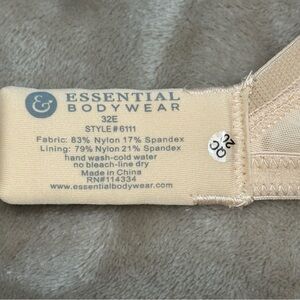 & ESSENTIAL
BODYWEAR
32E
STYLE#6111
Fabric: 83% Nylon 17% Spandex
Lining: 79% Nylon 21% Spandex
hand wash-cold water
no bleach-line dry
Made in China
RN#114334
www.essentialbodywear.com
QC